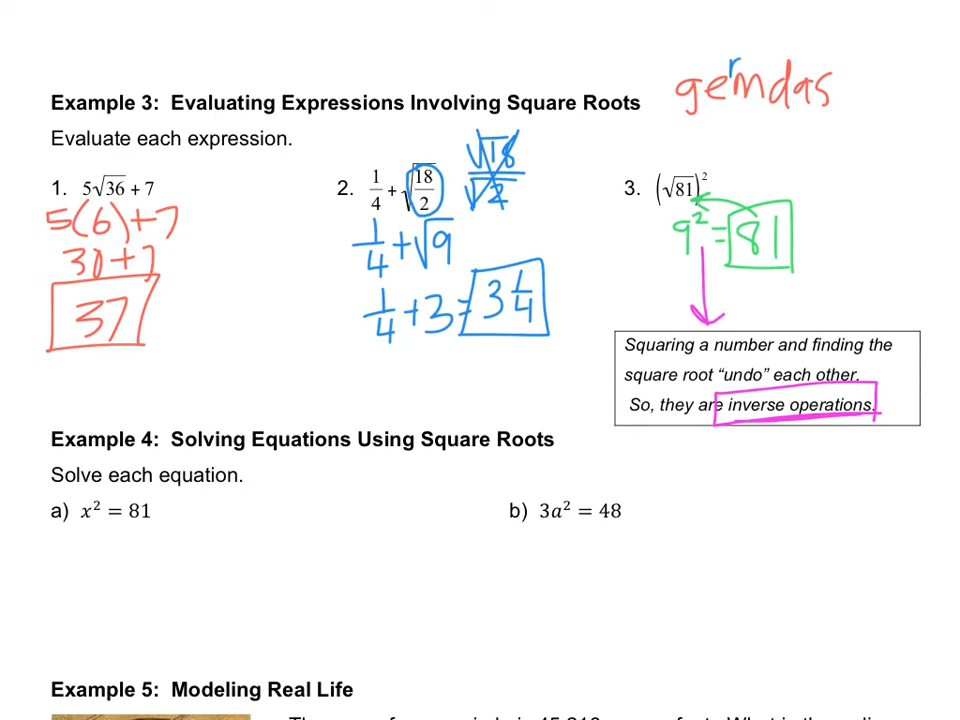 ge r mdas
Example 3: Evaluating Expressions Involving Square Roots
Evaluate each expression.
1. 5√36 + 7
5(6)+7
30+7
37
2. 1/4 + √(18/2)
√18/√2
1/4 + √9
1/4 + 3 = 3 1/4
3. (√81)²
9² = 81
Squaring a number and finding the
square root “undo” each other.
So, they are inverse operations.
Example 4: Solving Equations Using Square Roots
Solve each equation.
a) x² = 81
b) 3a² = 48
Example 5: Modeling Real Life